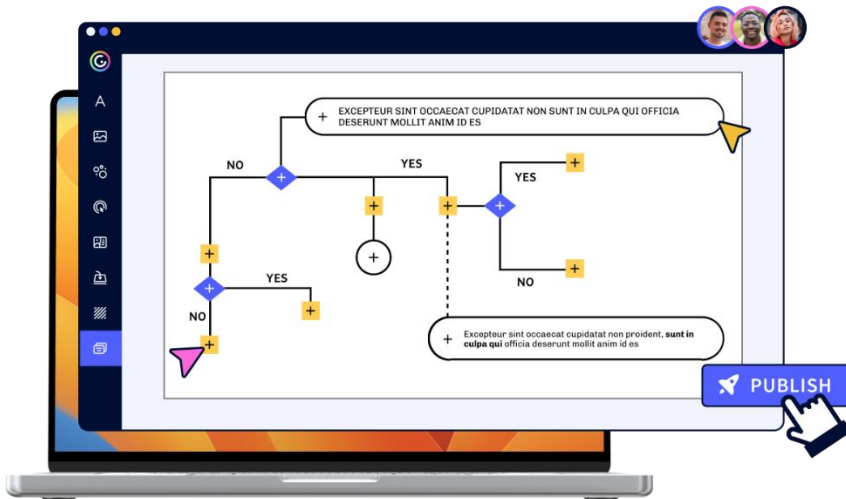 EXCEPTEUR SINT OCCAECAT CUPIDATAT NON SUNT IN CULPA QUI OFFICIA
DESERUNT MOLLIT ANIM ID ES
NO
YES
YES
YES
NO
NO
Excepteur sint occaecat cupidatat non proident, sunt in
culpa qui officia deserunt mollit anim id es
PUBLISH